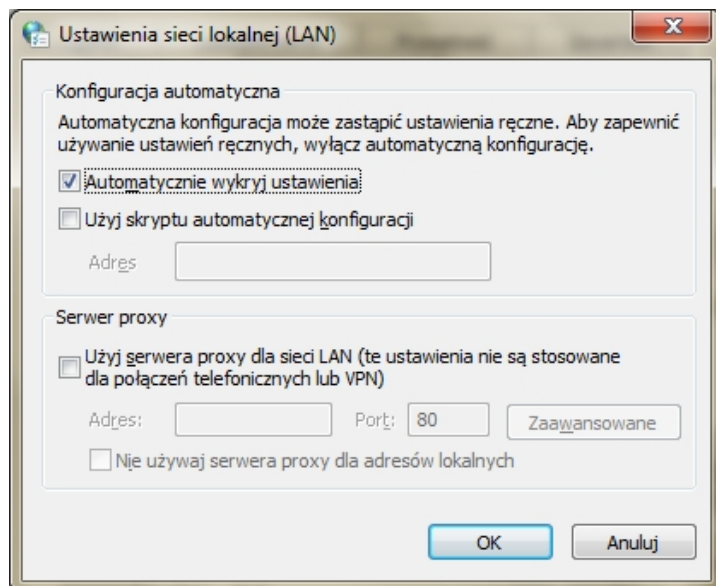 Ustawienia sieci lokalnej (LAN)
Konfiguracja automatyczna
Automatyczna konfiguracja może zastąpić ustawienia ręczne. Aby zapewnić
używanie ustawień ręcznych, wyłącz automatyczną konfigurację.
Automatycznie wykryj ustawienia
Użyj skryptu automatycznej konfiguracji
Adres
Serwer proxy
Użyj serwera proxy dla sieci LAN (te ustawienia nie są stosowane
dla połączeń telefonicznych lub VPN)
Adres: Port: 80 Zaawansowane
Nie używaj serwera proxy dla adresów lokalnych
OK Anuluj